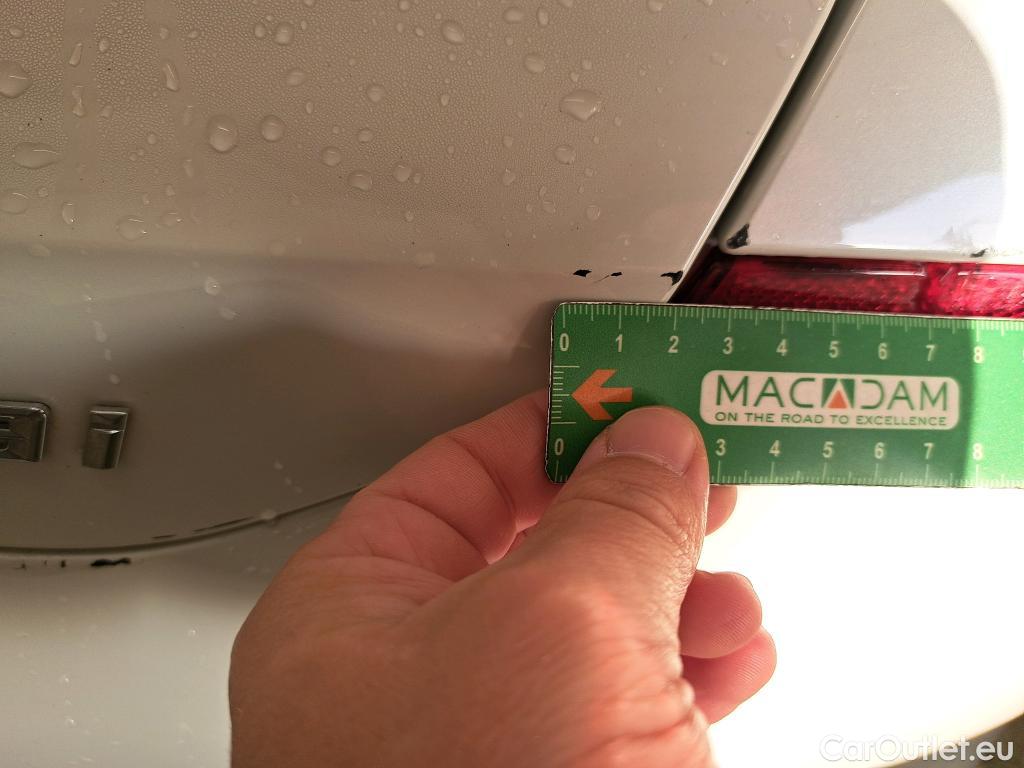 0 1 2 3 4 5 6 7 8
MACADAM
ON THE ROAD TO EXCELLENCE
0 3 4 5 6 7 8
i
CarOutlet.eu